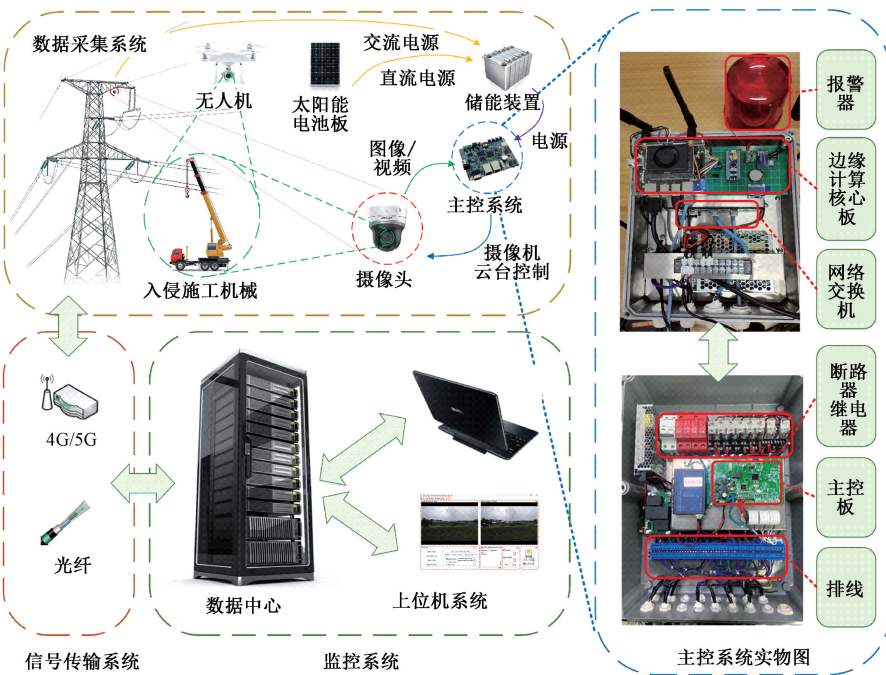 数据采集系统
交流电源
直流电源
无人机
太阳能
电池板
储能装置
电源
图像/
视频
主控系统
入侵施工机械
摄像头
摄像机
云台控制
4G/5G
光纤
数据中心
上位机系统
信号传输系统
监控系统
报警
器
边缘
计算
核心
板
网络
交换
机
断路
器
继电
器
主控
板
排线
主控系统实物图